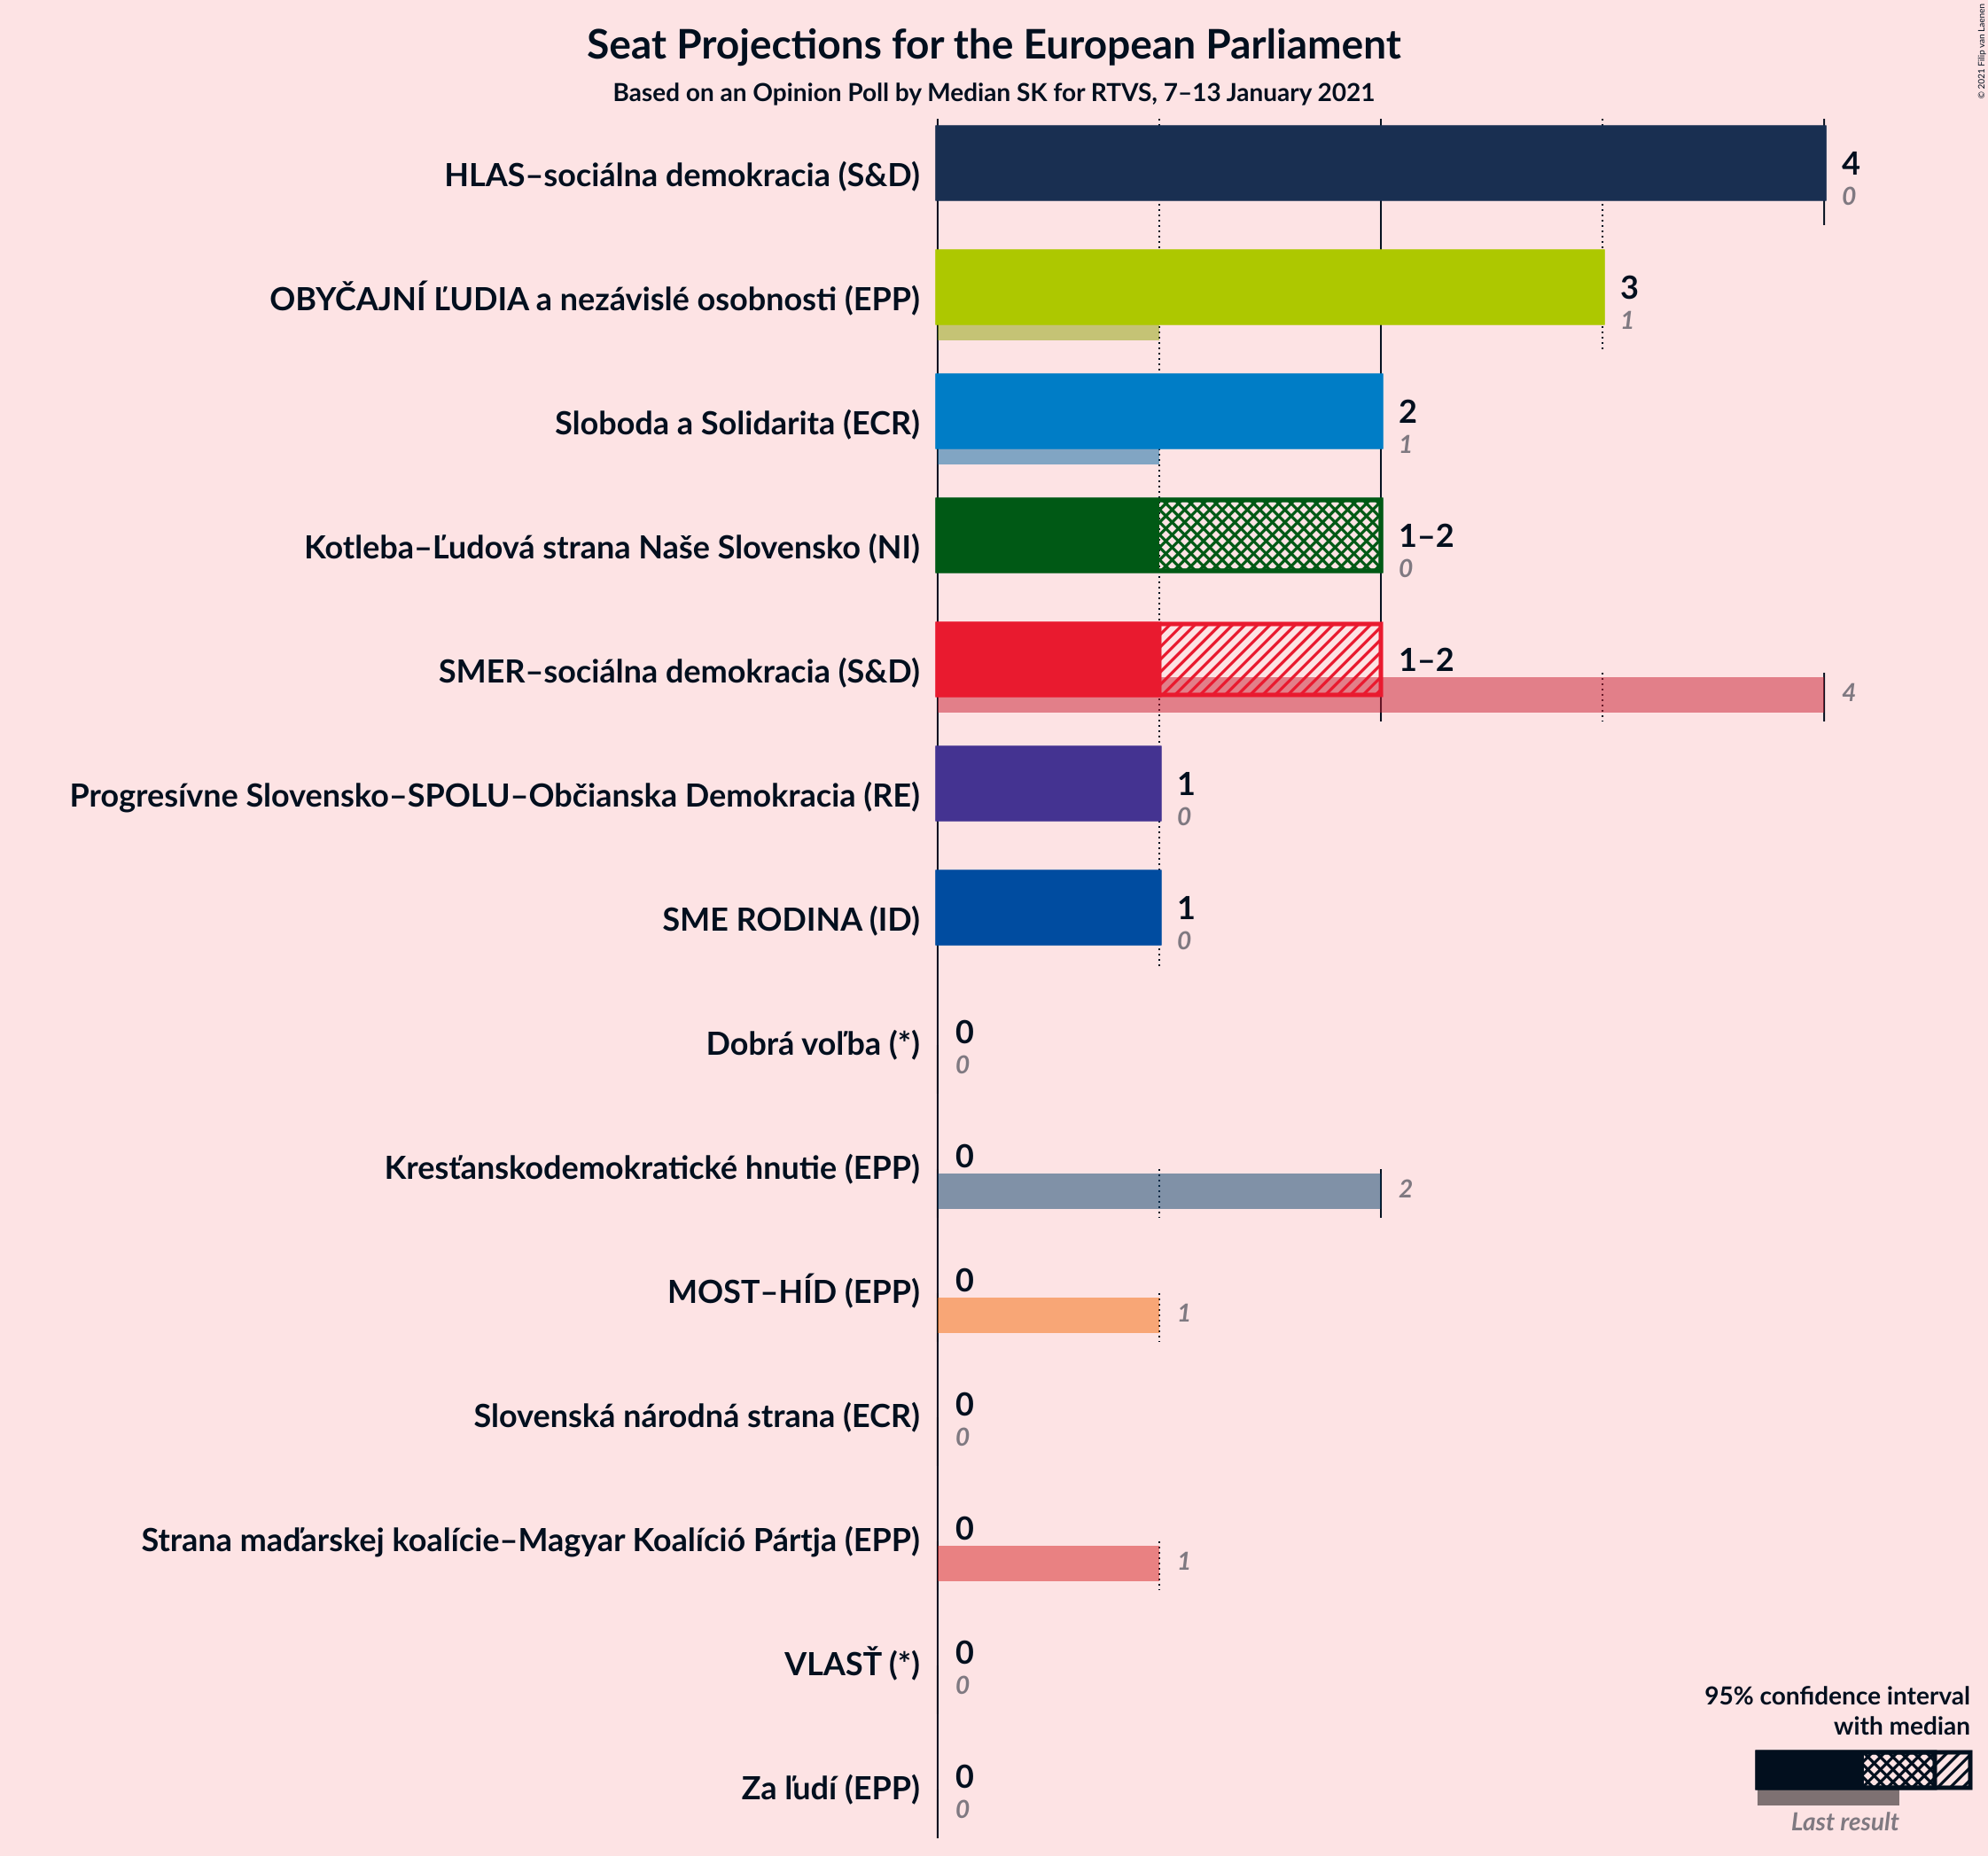 Seat Projections for the European Parliament
Based on an Opinion Poll by Median SK for RTVS, 7–13 January 2021
© 2021 Filip van Laenen
HLAS–sociálna demokracia (S&D)
4
0
OBYČAJNÍ ĽUDIA a nezávislé osobnosti (EPP)
3
1
Sloboda a Solidarita (ECR)
2
1
Kotleba–Ľudová strana Naše Slovensko (NI)
1–2
0
SMER–sociálna demokracia (S&D)
1–2
4
Progresívne Slovensko–SPOLU–Občianska Demokracia (RE)
1
0
SME RODINA (ID)
1
0
Dobrá voľba (*)
0
0
Kresťanskodemokratické hnutie (EPP)
0
2
MOST–HÍD (EPP)
0
1
Slovenská národná strana (ECR)
0
0
Strana maďarskej koalície–Magyar Koalíció Pártja (EPP)
0
1
VLASŤ (*)
0
0
Za ľudí (EPP)
0
0
95% confidence interval
with median
Last result